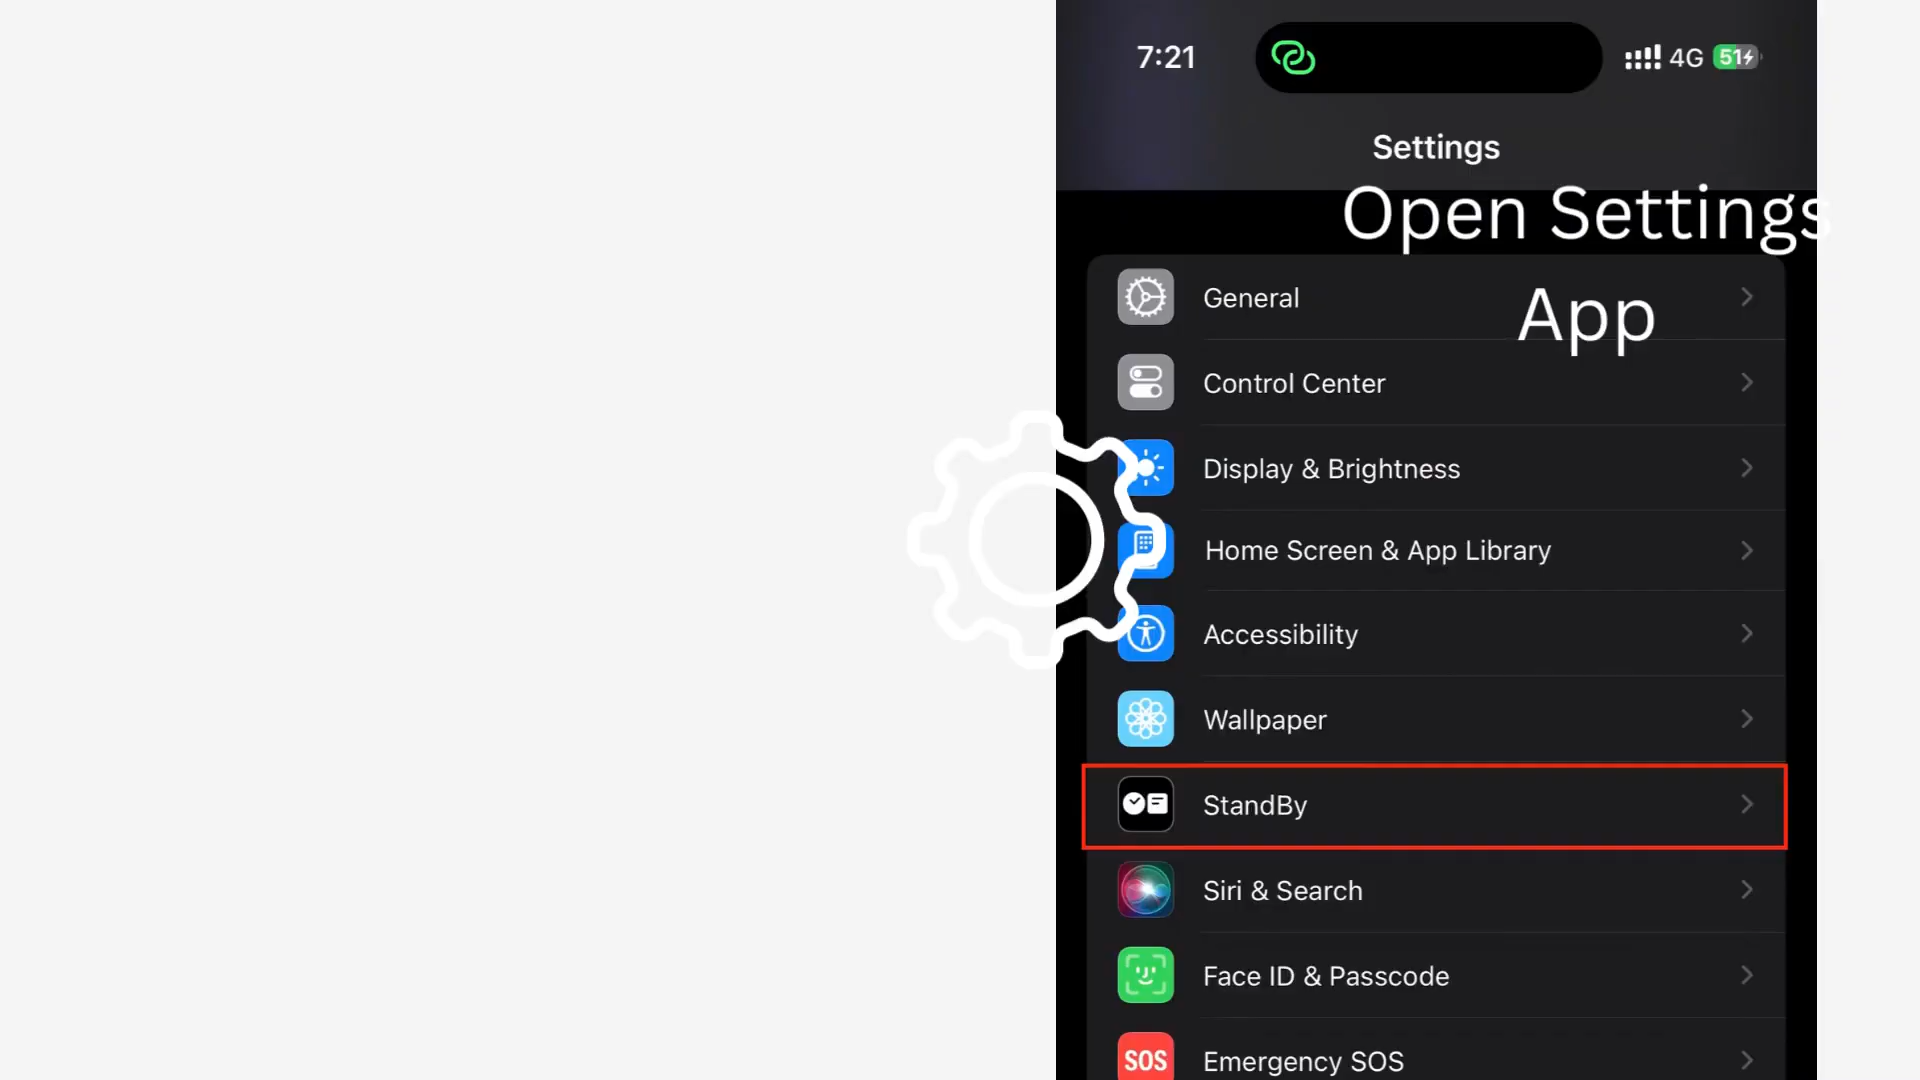 7:21
4G 51
Settings
Open Settings
App
General
Control Center
Display & Brightness
Home Screen & App Library
Accessibility
Wallpaper
StandBy
Siri & Search
Face ID & Passcode
SOS Emergency SOS